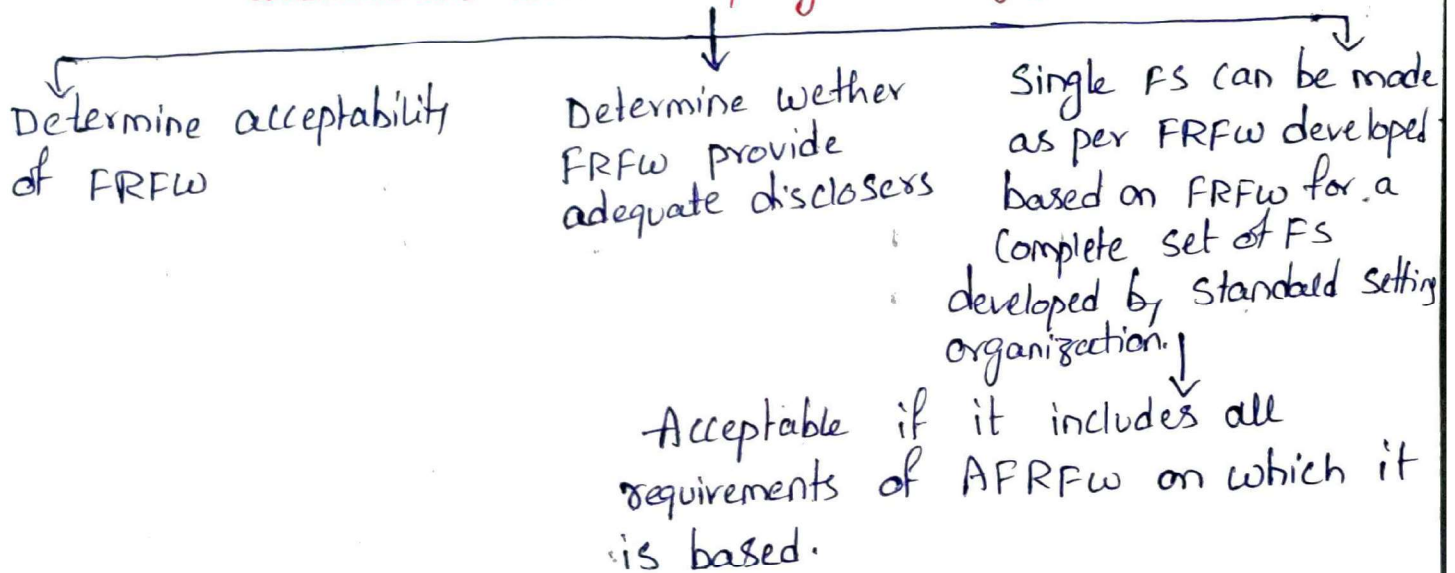 Determine acceptability
of FRFW
Determine wether
FRFW provide
adequate disclosers
Single FS can be made
as per FRFW developed
based on FRFW for a
Complete set of FS
developed by Standard Setting
organization.
Acceptable if it includes all
requirements of AFRFW on which it
is based.